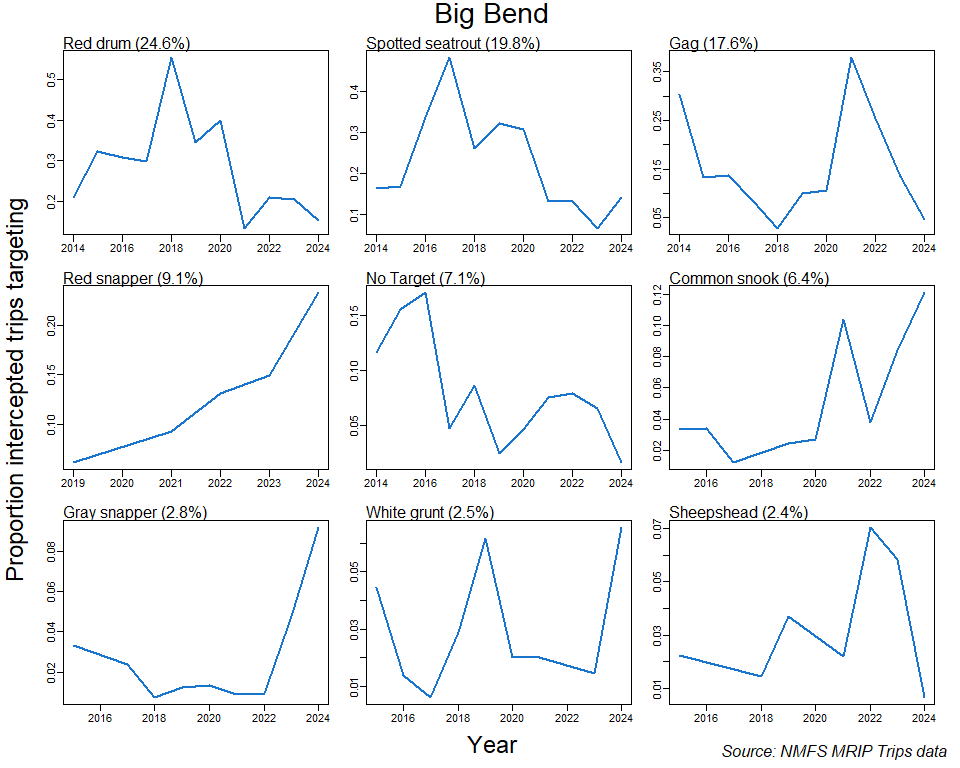 Big Bend
Proportion intercepted trips targeting
Red drum (24.6%)
0.5
0.4
0.3
0.2
2014 2016 2018 2020 2022 2024
Spotted seatrout (19.8%)
0.4
0.3
0.2
0.1
2014 2016 2018 2020 2022 2024
Gag (17.6%)
0.35
0.25
0.15
0.05
2014 2016 2018 2020 2022 2024
Red snapper (9.1%)
0.20
0.15
0.10
2019 2020 2021 2022 2023 2024
No Target (7.1%)
0.15
0.10
0.05
2014 2016 2018 2020 2022 2024
Common snook (6.4%)
0.12
0.10
0.08
0.06
0.04
0.02
2016 2018 2020 2022 2024
Gray snapper (2.8%)
0.08
0.06
0.04
0.02
2016 2018 2020 2022 2024
White grunt (2.5%)
0.05
0.03
0.01
2016 2018 2020 2022 2024
Sheepshead (2.4%)
0.07
0.05
0.03
0.01
2016 2018 2020 2022 2024
Year
Source: NMFS MRIP Trips data